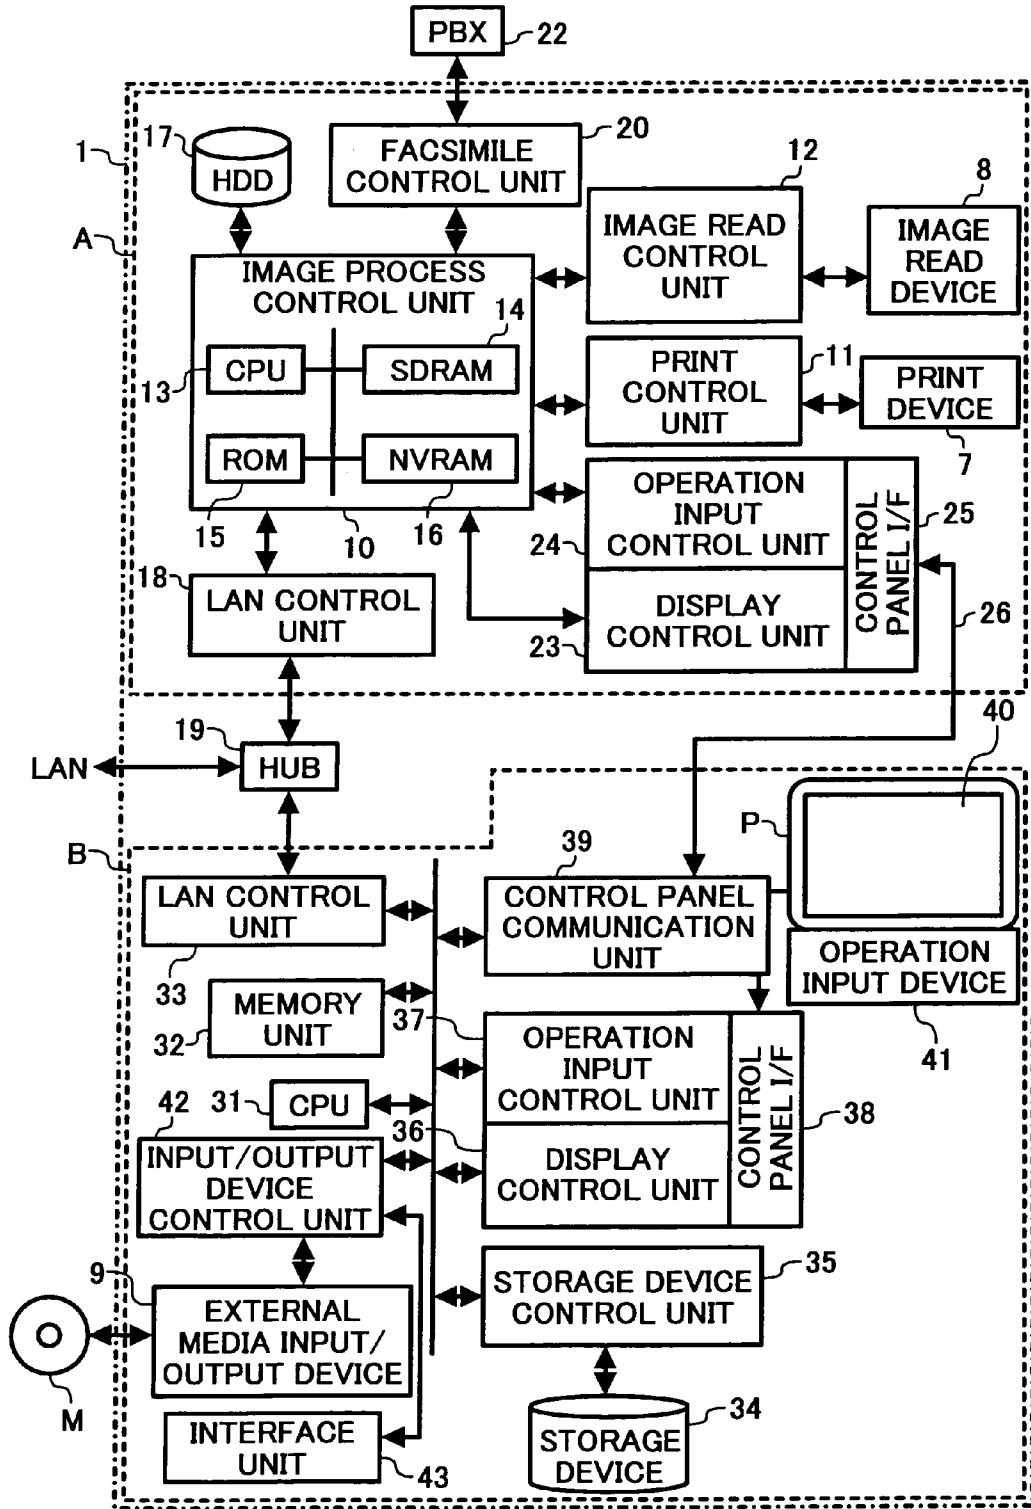 PBX
22
1
17
HDD
FACSIMILE
CONTROL UNIT
20
12
8
A
IMAGE READ
CONTROL
UNIT
IMAGE
READ
DEVICE
IMAGE PROCESS
CONTROL UNIT
14
CPU
SDRAM
13
PRINT
CONTROL
UNIT
11
PRINT
DEVICE
7
ROM
NVRAM
15
10
16
OPERATION
INPUT
CONTROL UNIT
24
CONTROL
PANEL I/F
25
18
LAN CONTROL
UNIT
DISPLAY
CONTROL UNIT
23
26
19
HUB
LAN
40
P
B
39
LAN CONTROL
UNIT
33
CONTROL PANEL
COMMUNICATION
UNIT
OPERATION
INPUT DEVICE
41
MEMORY
UNIT
32
37
OPERATION
INPUT
CONTROL UNIT
CONTROL
PANEL I/F
38
31
CPU
42
36
INPUT/OUTPUT
DEVICE
CONTROL UNIT
DISPLAY
CONTROL UNIT
9
EXTERNAL
MEDIA INPUT/
OUTPUT DEVICE
STORAGE DEVICE
CONTROL UNIT
35
M
INTERFACE
UNIT
43
STORAGE
DEVICE
34